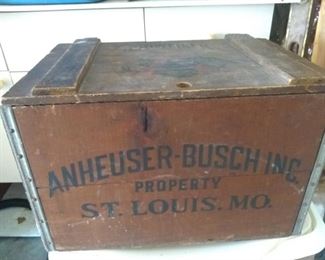 ANHEUSER-BUSCH INC.
PROPERTY
ST. LOUIS. MO.